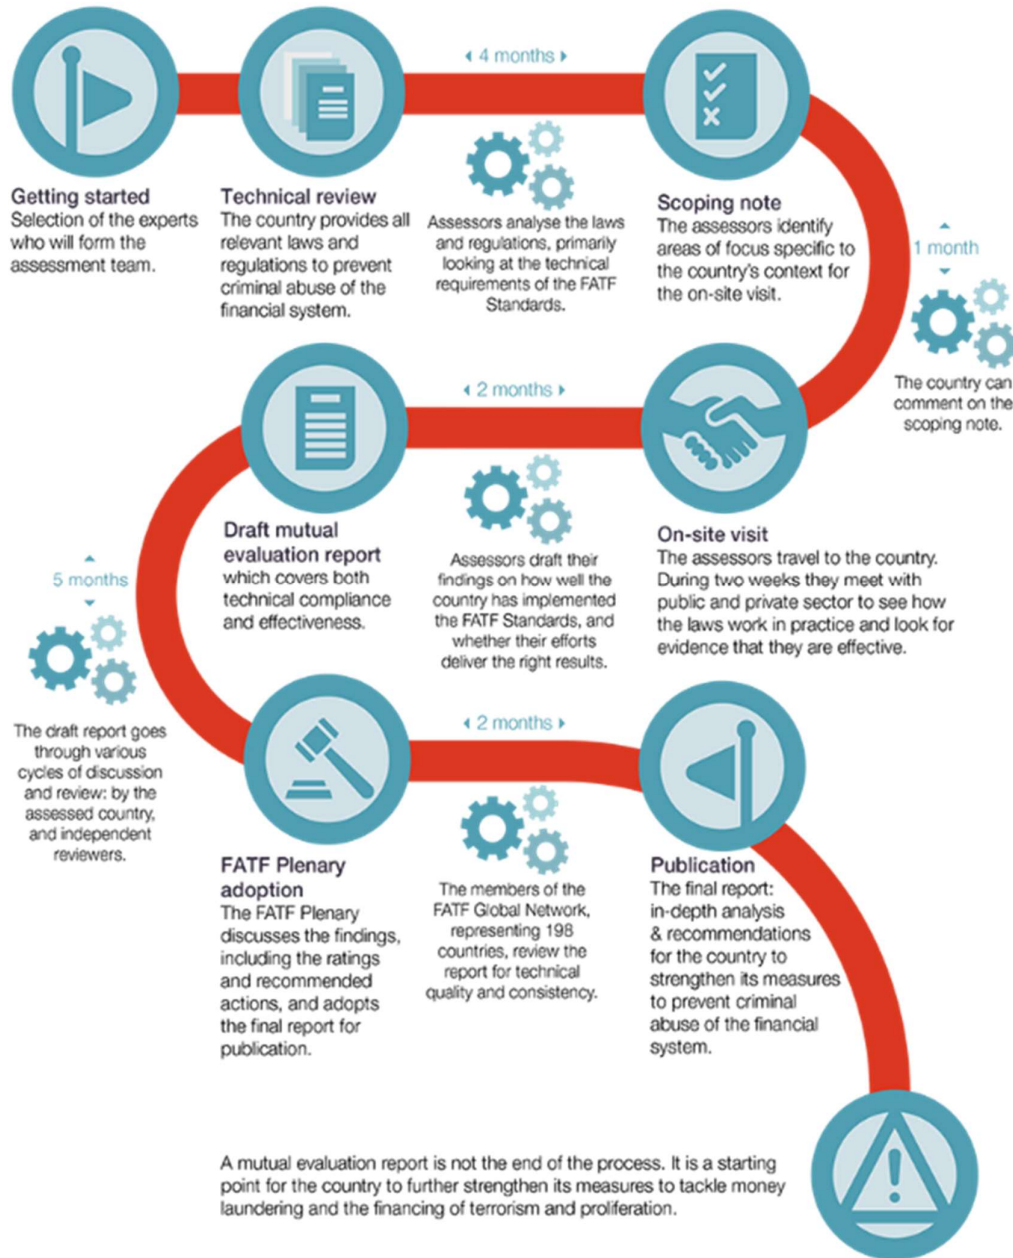 Getting started
Selection of the experts
who will form the
assessment team.
Technical review
The country provides all
relevant laws and
regulations to prevent
criminal abuse of the
financial system.
4 months
Assessors analyse the laws
and regulations, primarily
looking at the technical
requirements of the FATF
Standards.
Scoping note
The assessors identify
areas of focus specific to
the country's context for
the on-site visit.
1 month
The country can
comment on the
scoping note.
On-site visit
The assessors travel to the country.
During two weeks they meet with
public and private sector to see how
the laws work in practice and look for
evidence that they are effective.
2 months
Assessors draft their
findings on how well the
country has implemented
the FATF Standards, and
whether their efforts
deliver the right results.
Draft mutual
evaluation report
which covers both
technical compliance
and effectiveness.
5 months
The draft report goes
through various
cycles of discussion
and review: by the
assessed country,
and independent
reviewers.
FATF Plenary
adoption
The FATF Plenary
discusses the findings,
including the ratings
and recommended
actions, and adopts
the final report for
publication.
2 months
The members of the
FATF Global Network,
representing 198
countries, review the
report for technical
quality and consistency.
Publication
The final report:
in-depth analysis
& recommendations
for the country to
strengthen its measures
to prevent criminal
abuse of the financial
system.
A mutual evaluation report is not the end of the process. It is a starting
point for the country to further strengthen its measures to tackle money
laundering and the financing of terrorism and proliferation.